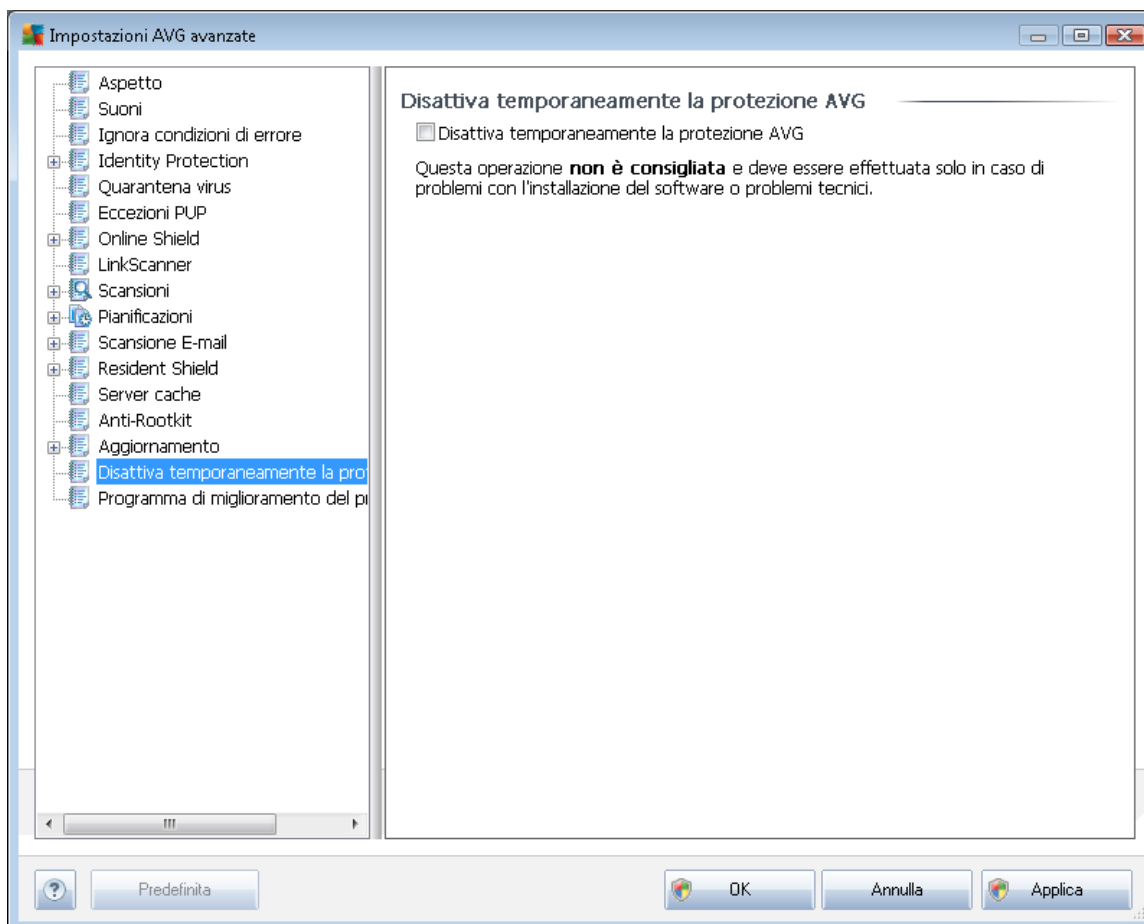 Impostazioni AVG avanzate
Aspetto
Suoni
Ignora condizioni di errore
Identity Protection
Quarantena virus
Eccezioni PUP
Online Shield
LinkScanner
Scansioni
Pianificazioni
Scansione E-mail
Resident Shield
Server cache
Anti-Rootkit
Aggiornamento
Disattiva temporaneamente la prot
Programma di miglioramento del pr
Disattiva temporaneamente la protezione AVG
Disattiva temporaneamente la protezione AVG
Questa operazione non è consigliata e deve essere effettuata solo in caso di
problemi con l'installazione del software o problemi tecnici.
?
Predefinita
OK
Annulla
Applica